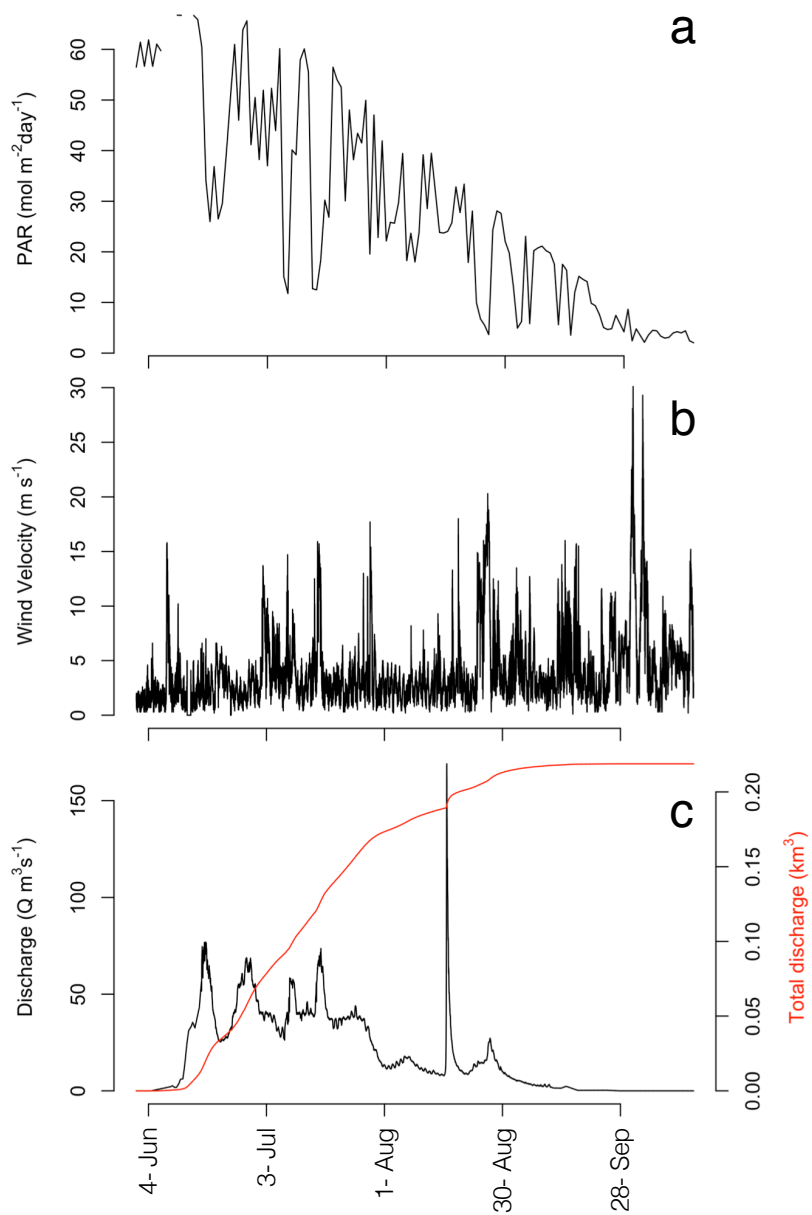 a
PAR (mol m⁻²day⁻¹)
60
50
40
30
20
10
0
b
Wind Velocity (m s⁻¹)
30
25
20
15
10
5
0
c
Discharge (Q m³s⁻¹)
150
100
50
0
Total discharge (km³)
0.20
0.15
0.10
0.05
0.00
4- Jun
3- Jul
1- Aug
30- Aug
28- Sep